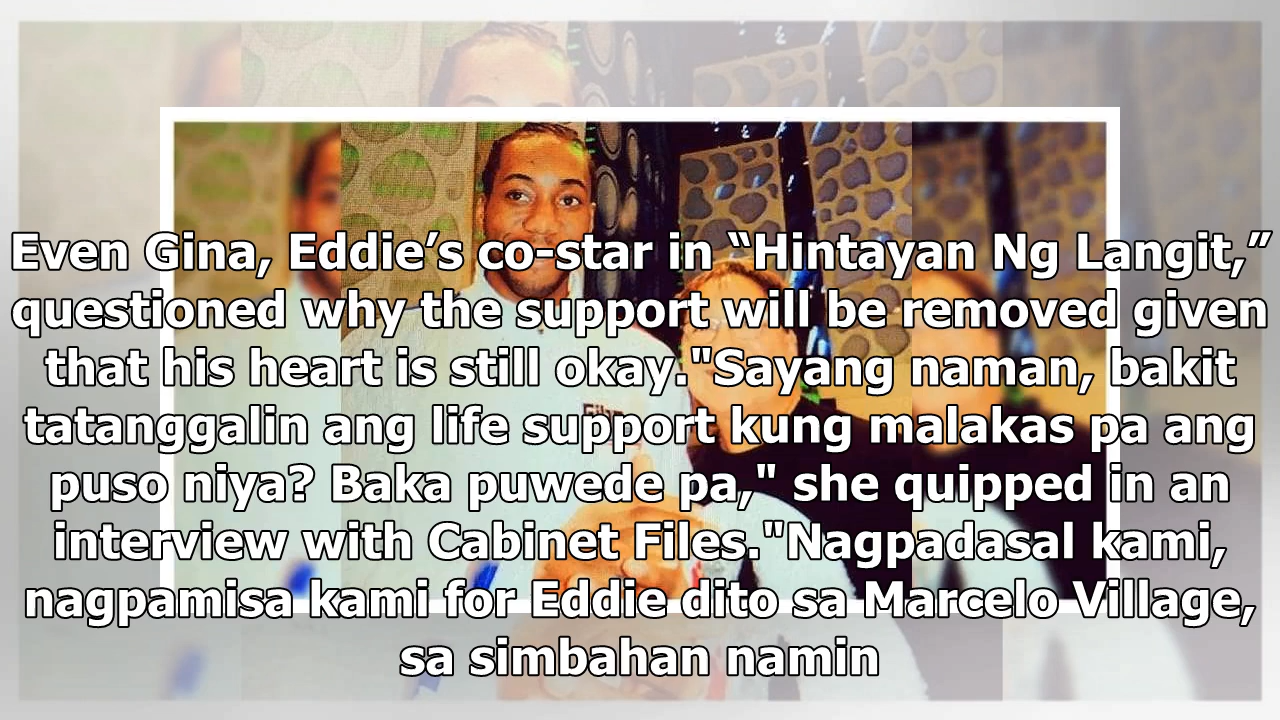 Even Gina, Eddie’s co-star in “Hintayan Ng Langit,”
questioned why the support will be removed given
that his heart is still okay."Sayang naman, bakit
tatanggalin ang life support kung malakas pa ang
puso niya? Baka puwede pa," she quipped in an
interview with Cabinet Files."Nagpadasal kami,
nagpamisa kami for Eddie dito sa Marcelo Village,
sa simbahan namin